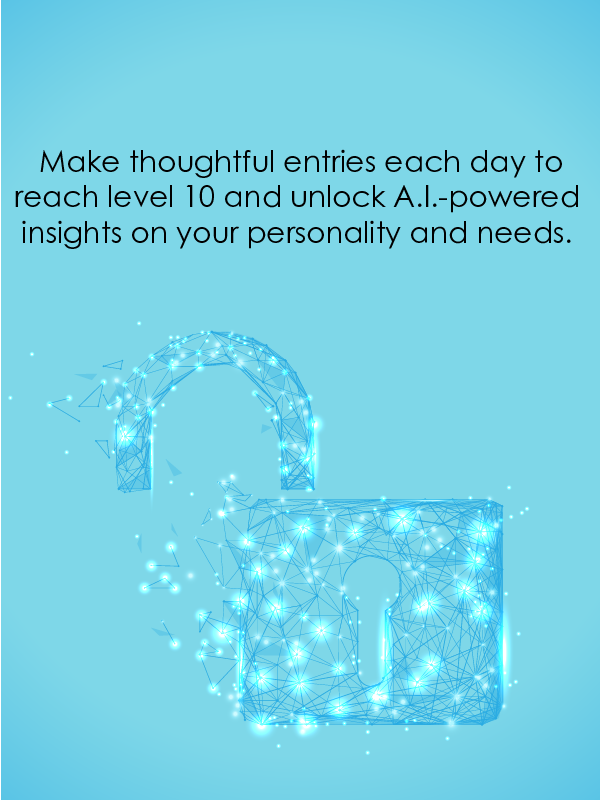 Make thoughtful entries each day to
reach level 10 and unlock A.I.-powered
insights on your personality and needs.